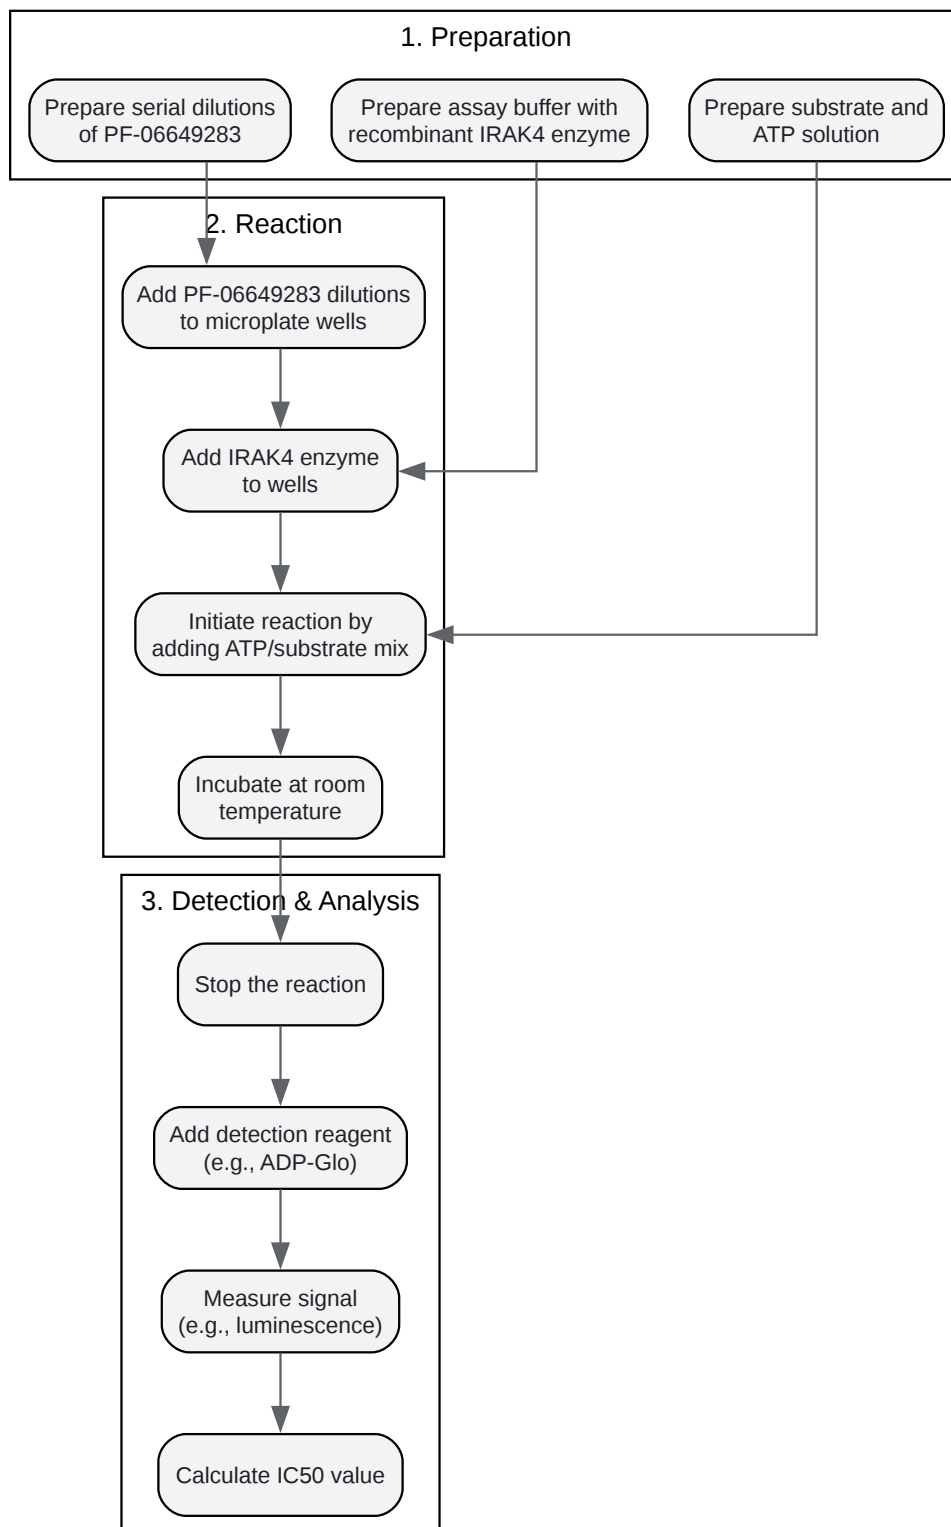 1. Preparation
Prepare serial dilutions
of PF-06649283
Prepare assay buffer with
recombinant IRAK4 enzyme
Prepare substrate and
ATP solution
2. Reaction
Add PF-06649283 dilutions
to microplate wells
Add IRAK4 enzyme
to wells
Initiate reaction by
adding ATP/substrate mix
Incubate at room
temperature
3. Detection & Analysis
Stop the reaction
Add detection reagent
(e.g., ADP-Glo)
Measure signal
(e.g., luminescence)
Calculate IC50 value